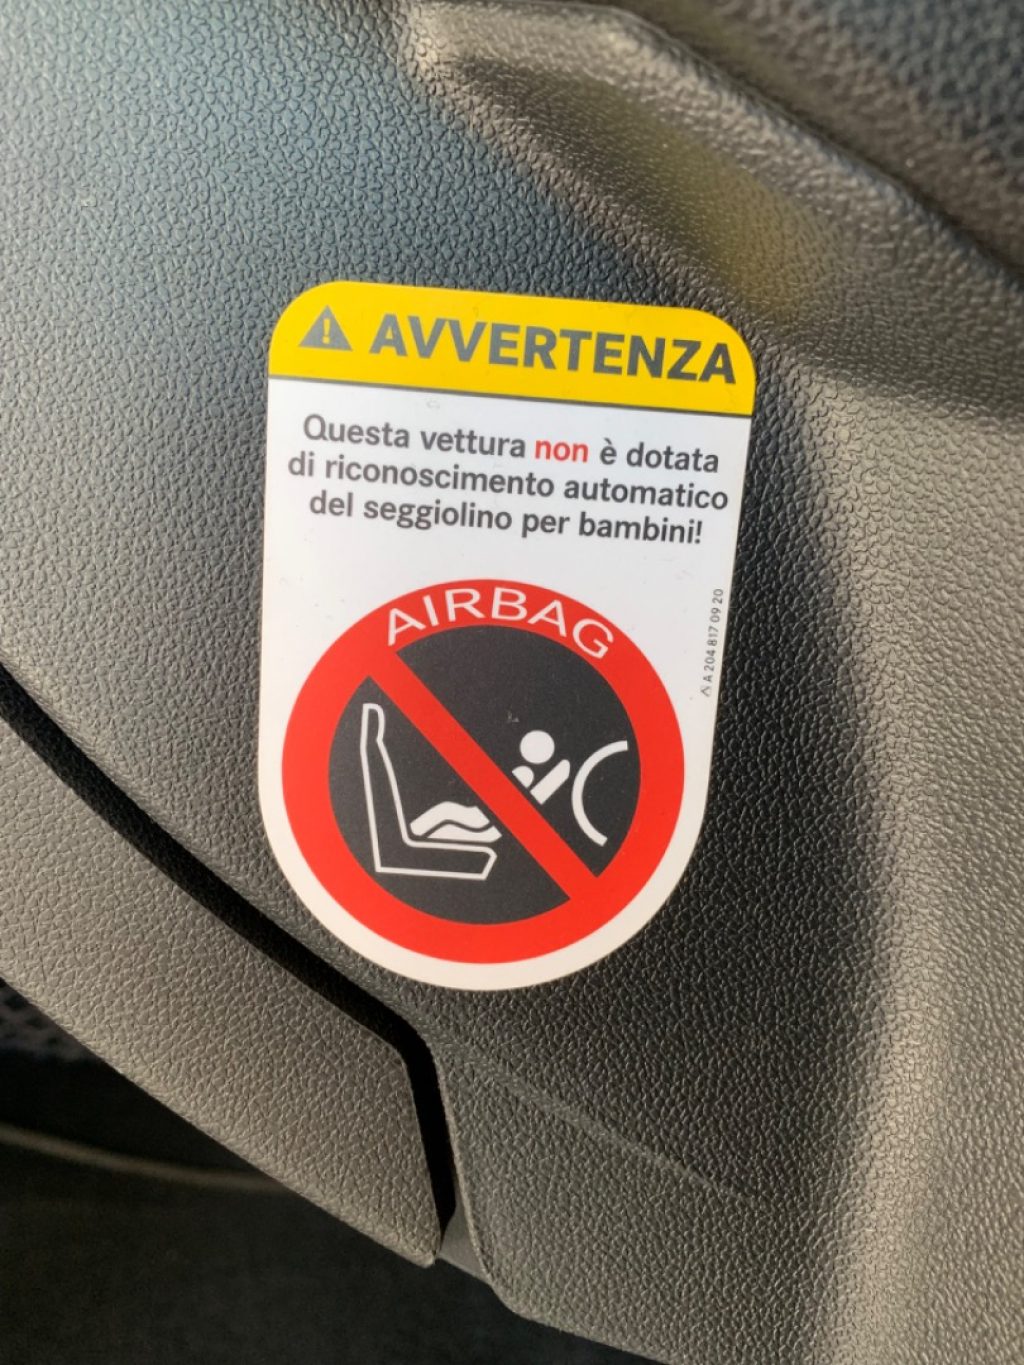 AVVERTENZA
Questa vettura non è dotata
di riconoscimento automatico
del seggiolino per bambini!
AIRBAG
A 204 817 09 20